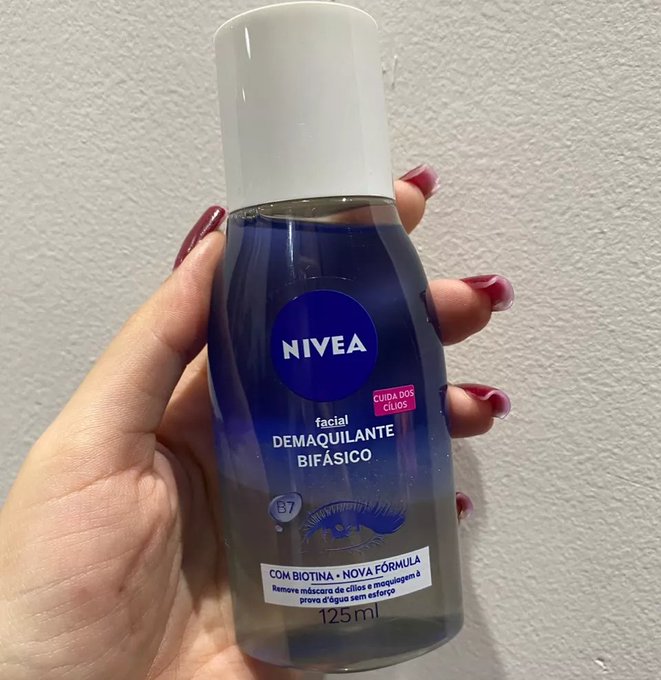 NIVEA
CUIDA DOS
CÍLIOS
facial
DEMAQUILANTE
BIFÁSICO
B7
COM BIOTINA • NOVA FÓRMULA
Remove máscara de cílios e maquiagem à
prova d'água sem esforço
125ml